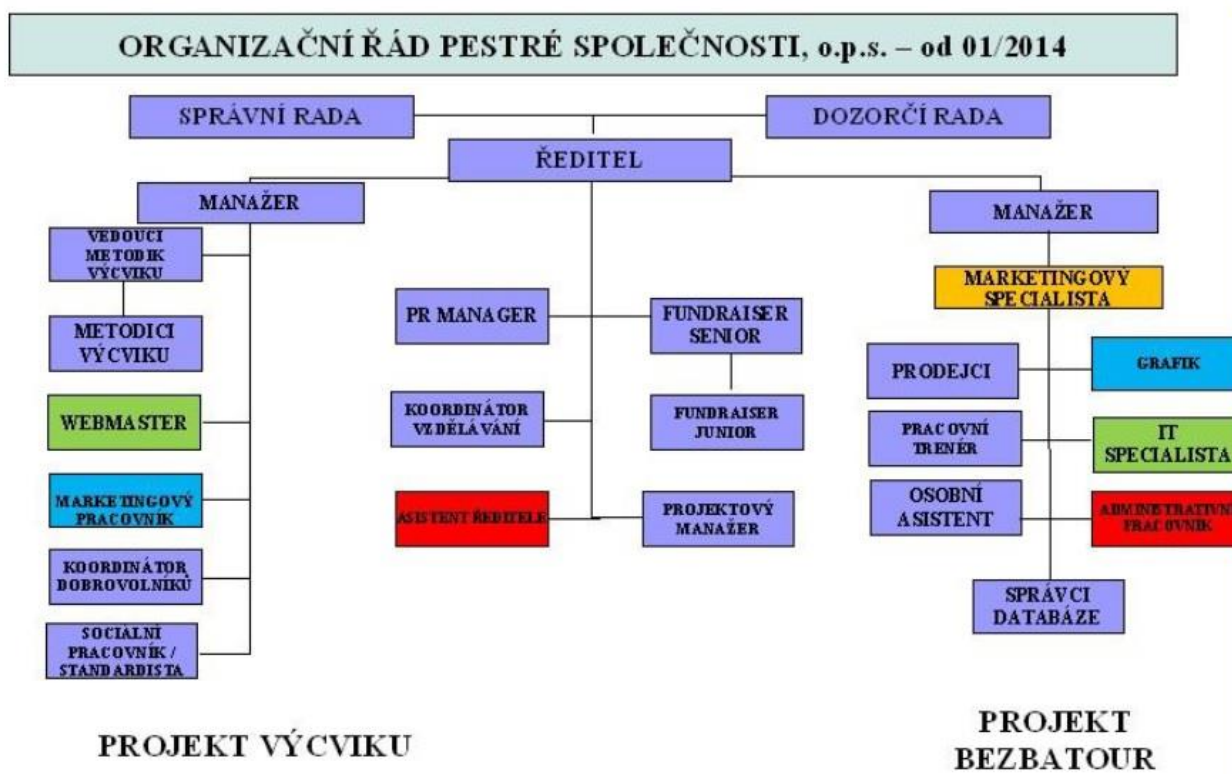 ORGANIZAČNÍ ŘÁD PESTRÉ SPOLEČNOSTI, o.p.s. – od 01/2014
SPRÁVNÍ RADA
DOZORČÍ RADA
ŘEDITEL
MANAŽER
VEDOUCÍ
METODIK
VÝCVIKU
METODICI
VÝCVIKU
WEBMASTER
MARKETINGOVÝ
PRACOVNÍK
KOORDINÁTOR
DOBROVOLNÍKŮ
SOCIÁLNÍ
PRACOVNÍK /
STANDARDISTA
PROJEKT VÝCVIKU
PR MANAGER
FUNDRAISER
SENIOR
KOORDINÁTOR
VZDĚLÁVÁNÍ
FUNDRAISER
JUNIOR
ASISTENT ŘEDITELE
PROJEKTOVÝ
MANAŽER
MANAŽER
MARKETINGOVÝ
SPECIALISTA
PRODEJCI
GRAFIK
PRACOVNÍ
TRENÉR
IT
SPECIALISTA
OSOBNÍ
ASISTENT
ADMINISTRATIVNÍ
PRACOVNÍK
SPRÁVCI
DATABÁZE
PROJEKT
BEZBATOUR